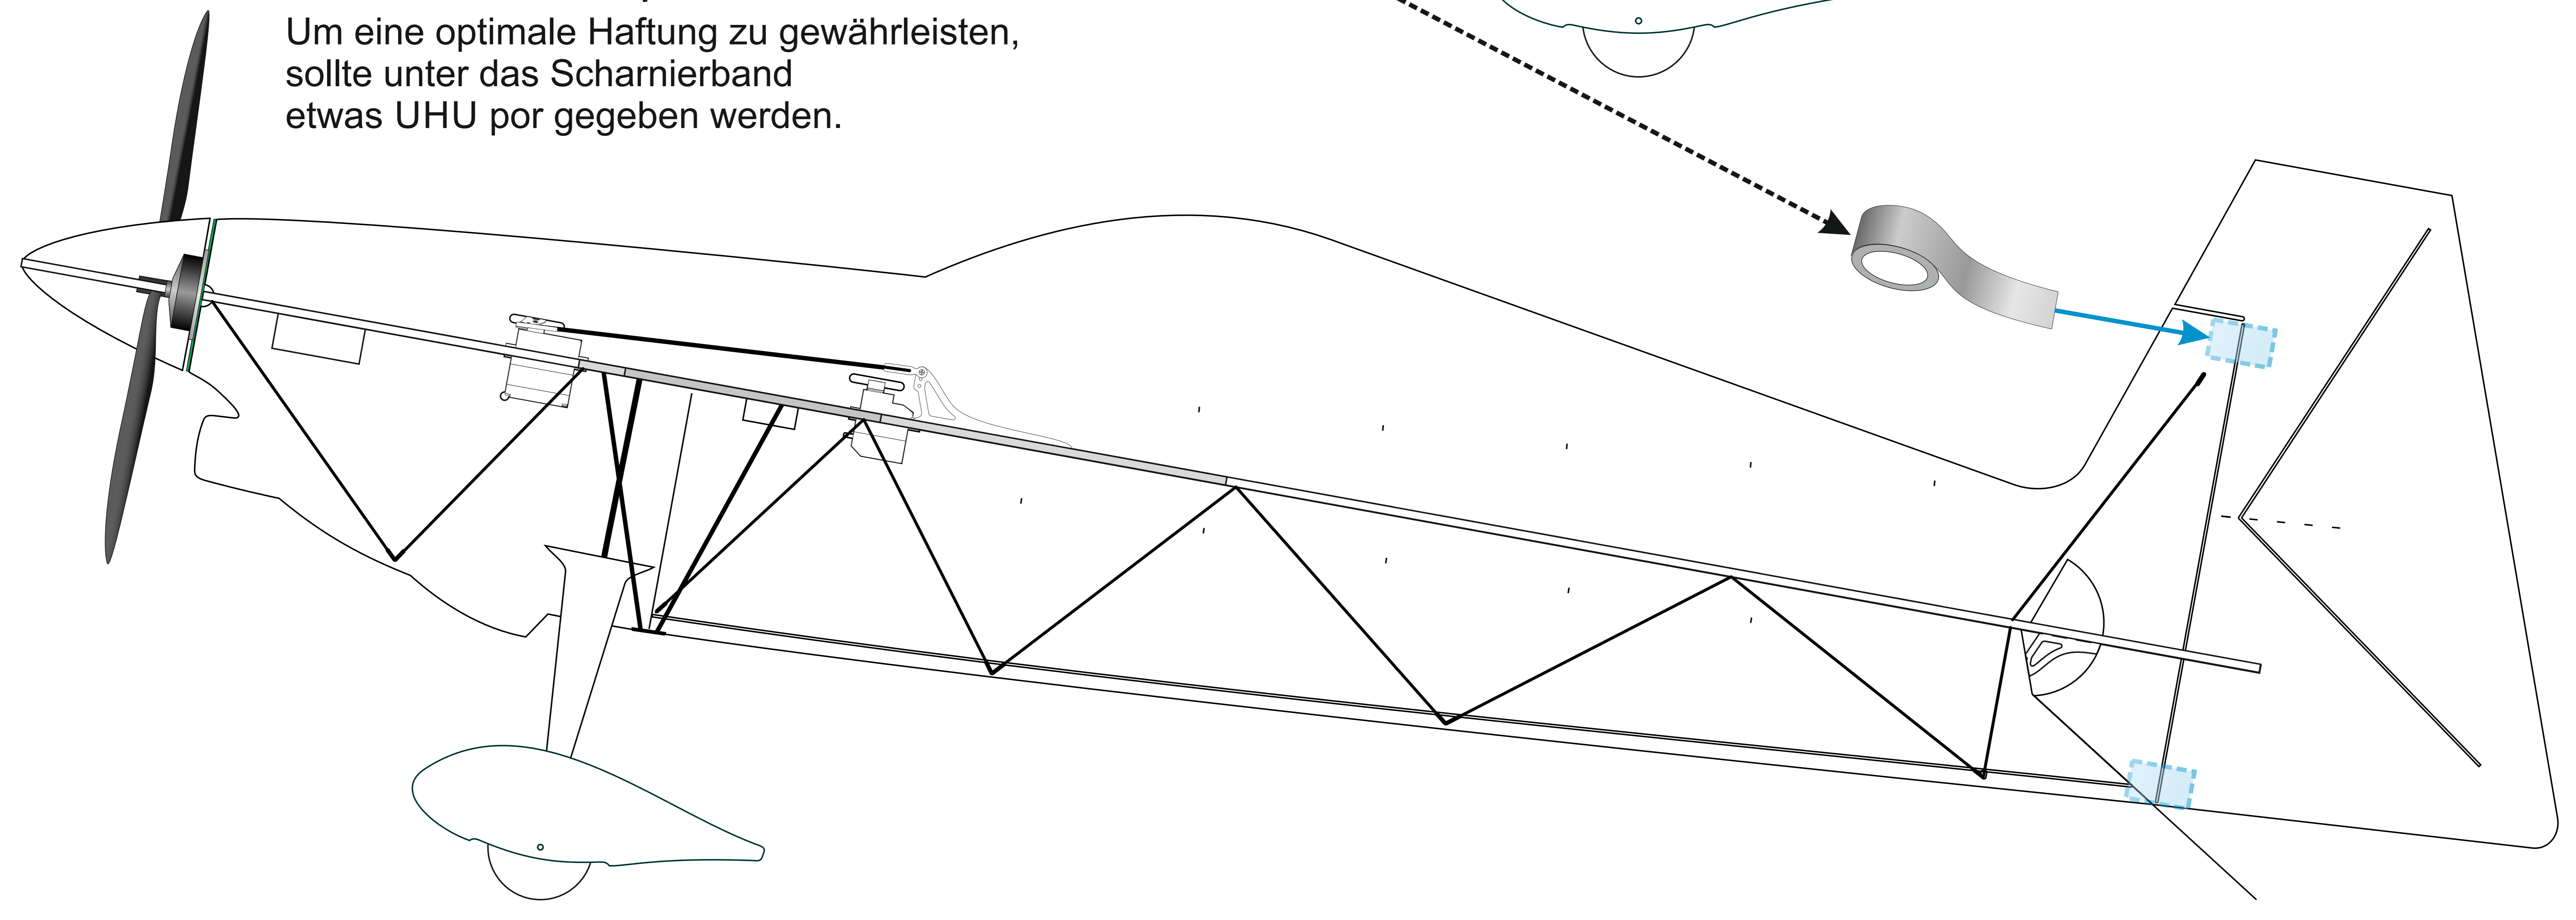 Um eine optimale Haftung zu gewährleisten,
sollte unter das Scharnierband
etwas UHU por gegeben werden.